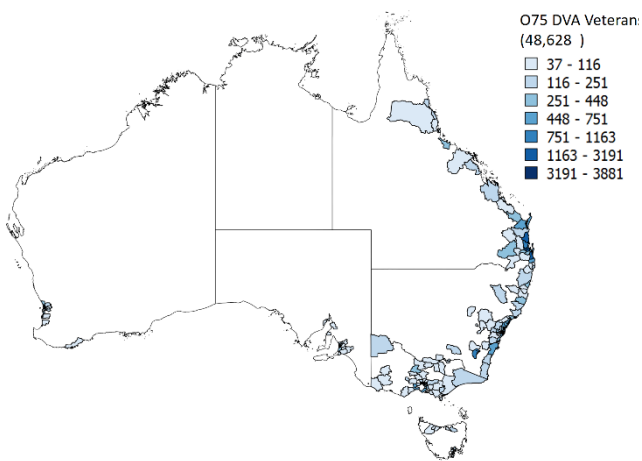 O75 DVA Veterans
(48,628 )
37 - 116
116 - 251
251 - 448
448 - 751
751 - 1163
1163 - 3191
3191 - 3881